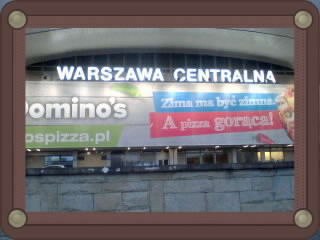 WARSZAWA CENTRALNA
Domino's
ospizza.pl
Zima ma być zimna.
A pizza gorąca!